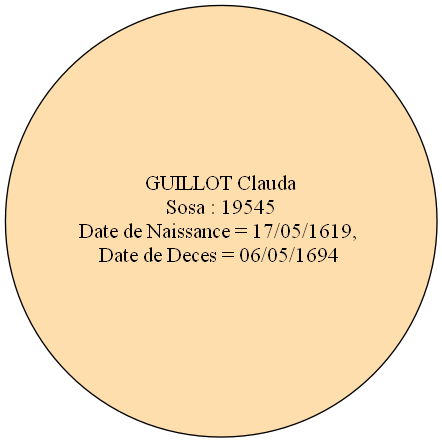 GUILLOT Clauda
Sosa : 19545
Date de Naissance = 17/05/1619,
Date de Deces = 06/05/1694